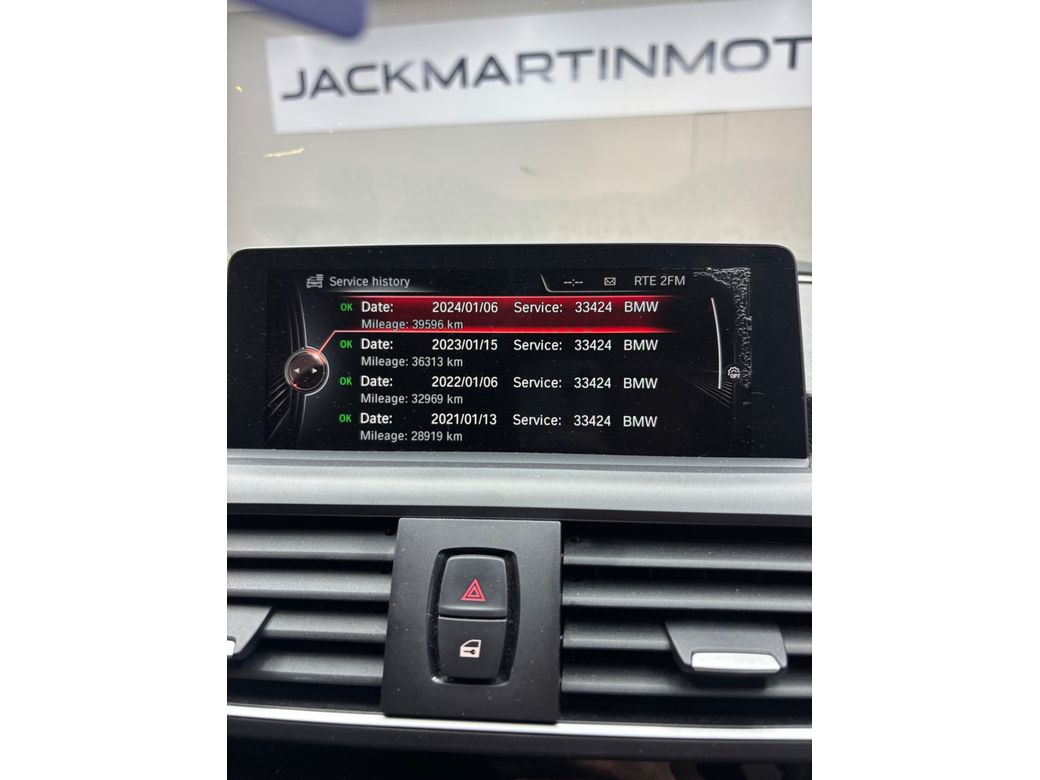 JACKMARTINMOT
Service history --:-- RTE 2FM
OK Date: 2024/01/06 Service: 33424 BMW
Mileage: 39596 km
OK Date: 2023/01/15 Service: 33424 BMW
Mileage: 36313 km
OK Date: 2022/01/06 Service: 33424 BMW
Mileage: 32969 km
OK Date: 2021/01/13 Service: 33424 BMW
Mileage: 28919 km
OPT